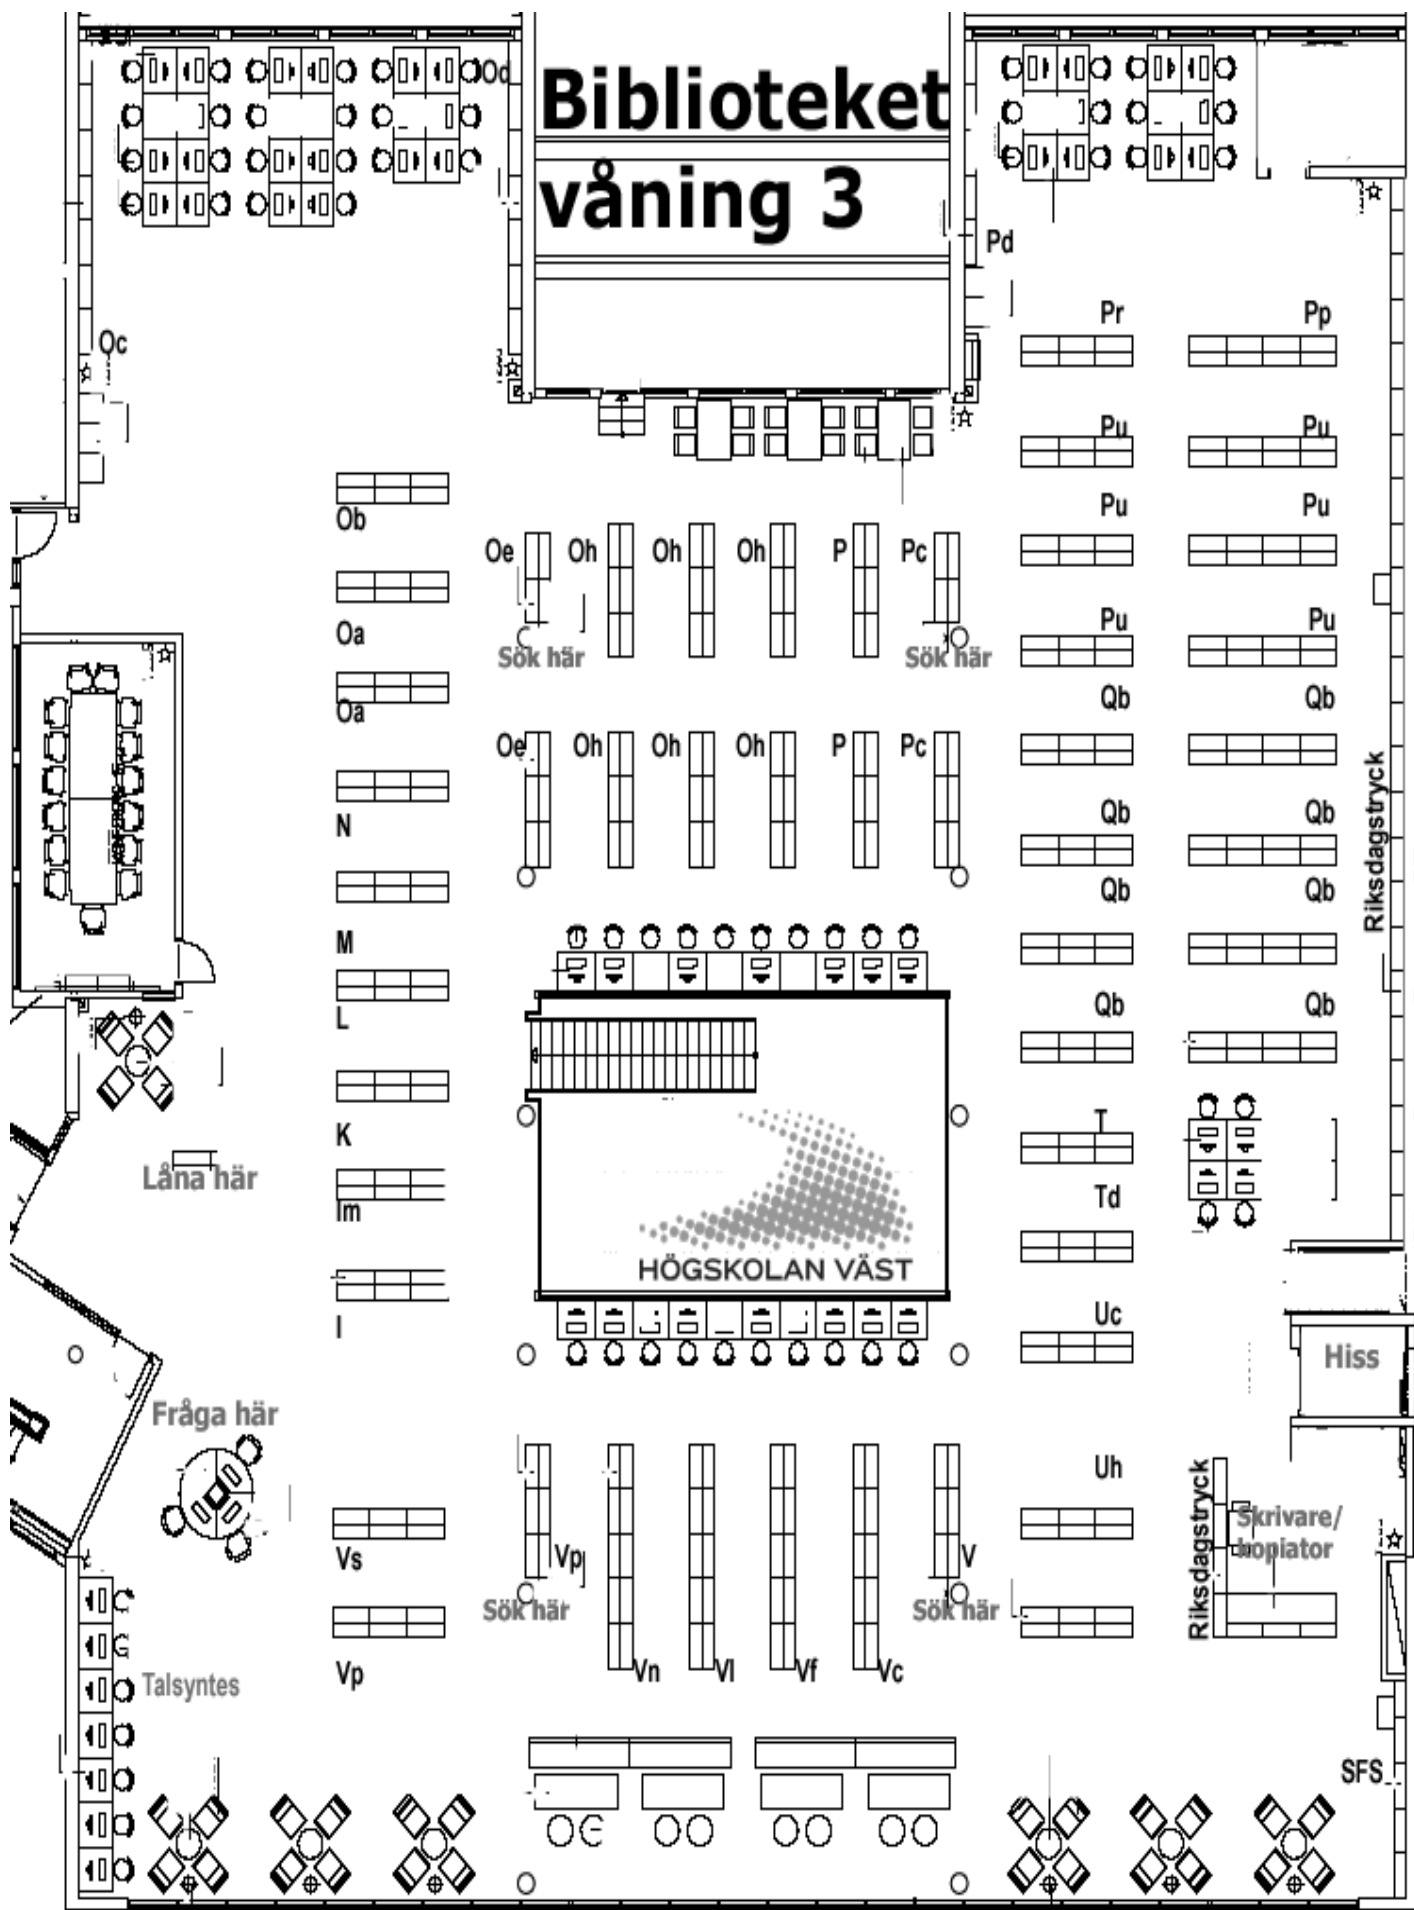 Biblioteket
våning 3
Od
Pd
Pr Pp
Oc
Pu Pu
Pu Pu
Ob
Oe Oh Oh Oh P Pc
Oa
Pu Pu
Sök här Sök här
Qb Qb
Oa
Oe Oh Oh Oh P Pc
Riksdagstryck
N
Qb Qb
Qb Qb
M
Qb Qb
L
K
T
Låna här
Td
Im
HÖGSKOLAN VÄST
I
Uc
Hiss
Fråga här
Uh
Riksdagstryck
Skrivare/
kopiator
Vs
Vp
V
Sök här Sök här
Vp
Vn Vl Vf Vc
Talsyntes
SFS